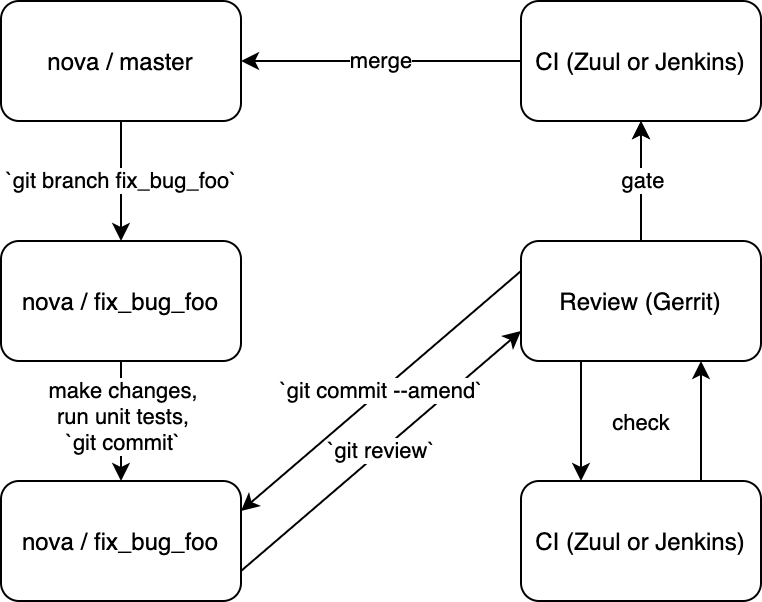 nova / master
merge
CI (Zuul or Jenkins)
`git branch fix_bug_foo`
gate
nova / fix_bug_foo
Review (Gerrit)
make changes,
run unit tests,
`git commit`
`git commit --amend`
`git review`
check
nova / fix_bug_foo
CI (Zuul or Jenkins)